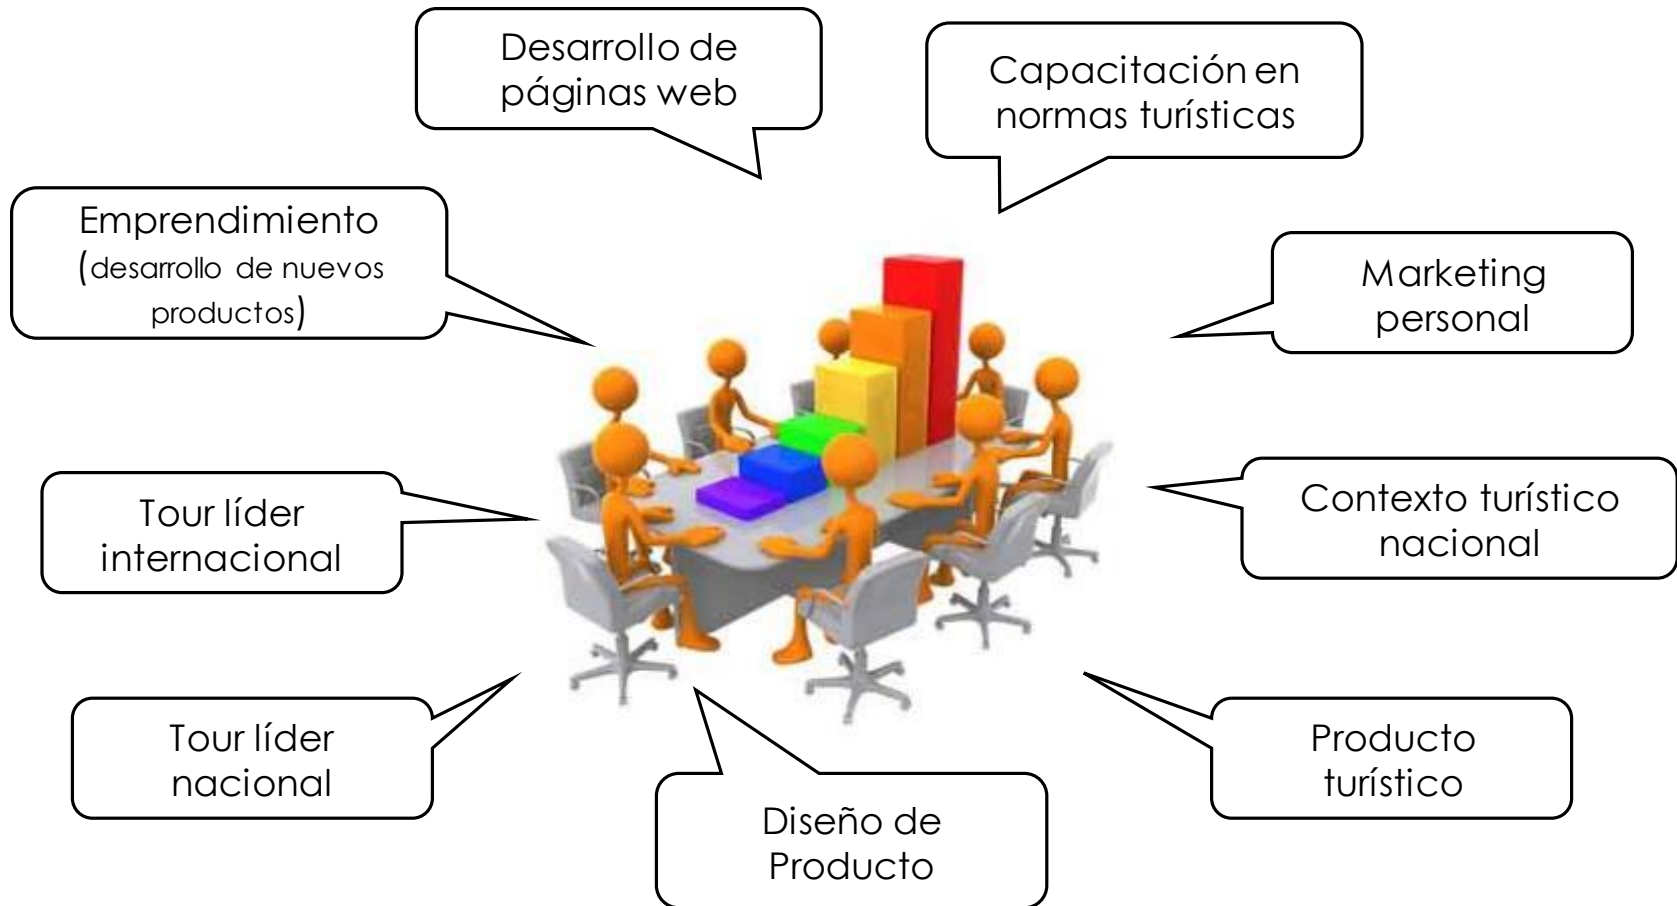 Desarrollo de
páginas web
Capacitación en
normas turísticas
Emprendimiento
(desarrollo de nuevos
productos)
Marketing
personal
Tour líder
internacional
Contexto turístico
nacional
Tour líder
nacional
Producto
turístico
Diseño de
Producto